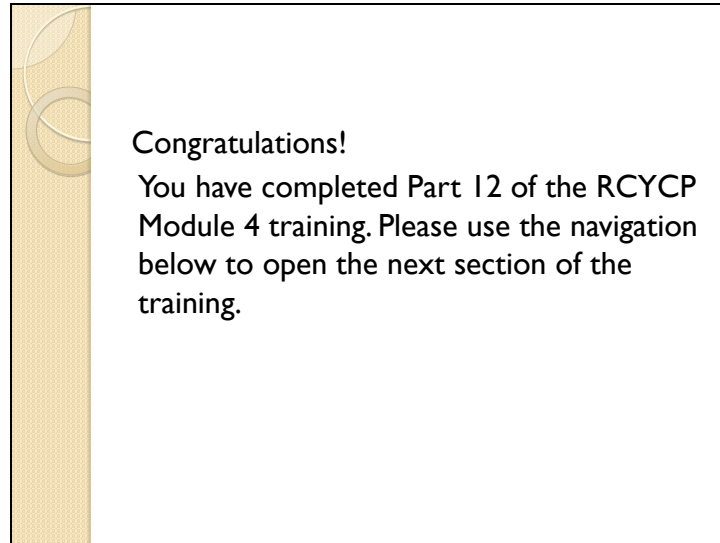 Congratulations!
You have completed Part 12 of the RCYCP
Module 4 training. Please use the navigation
below to open the next section of the
training.